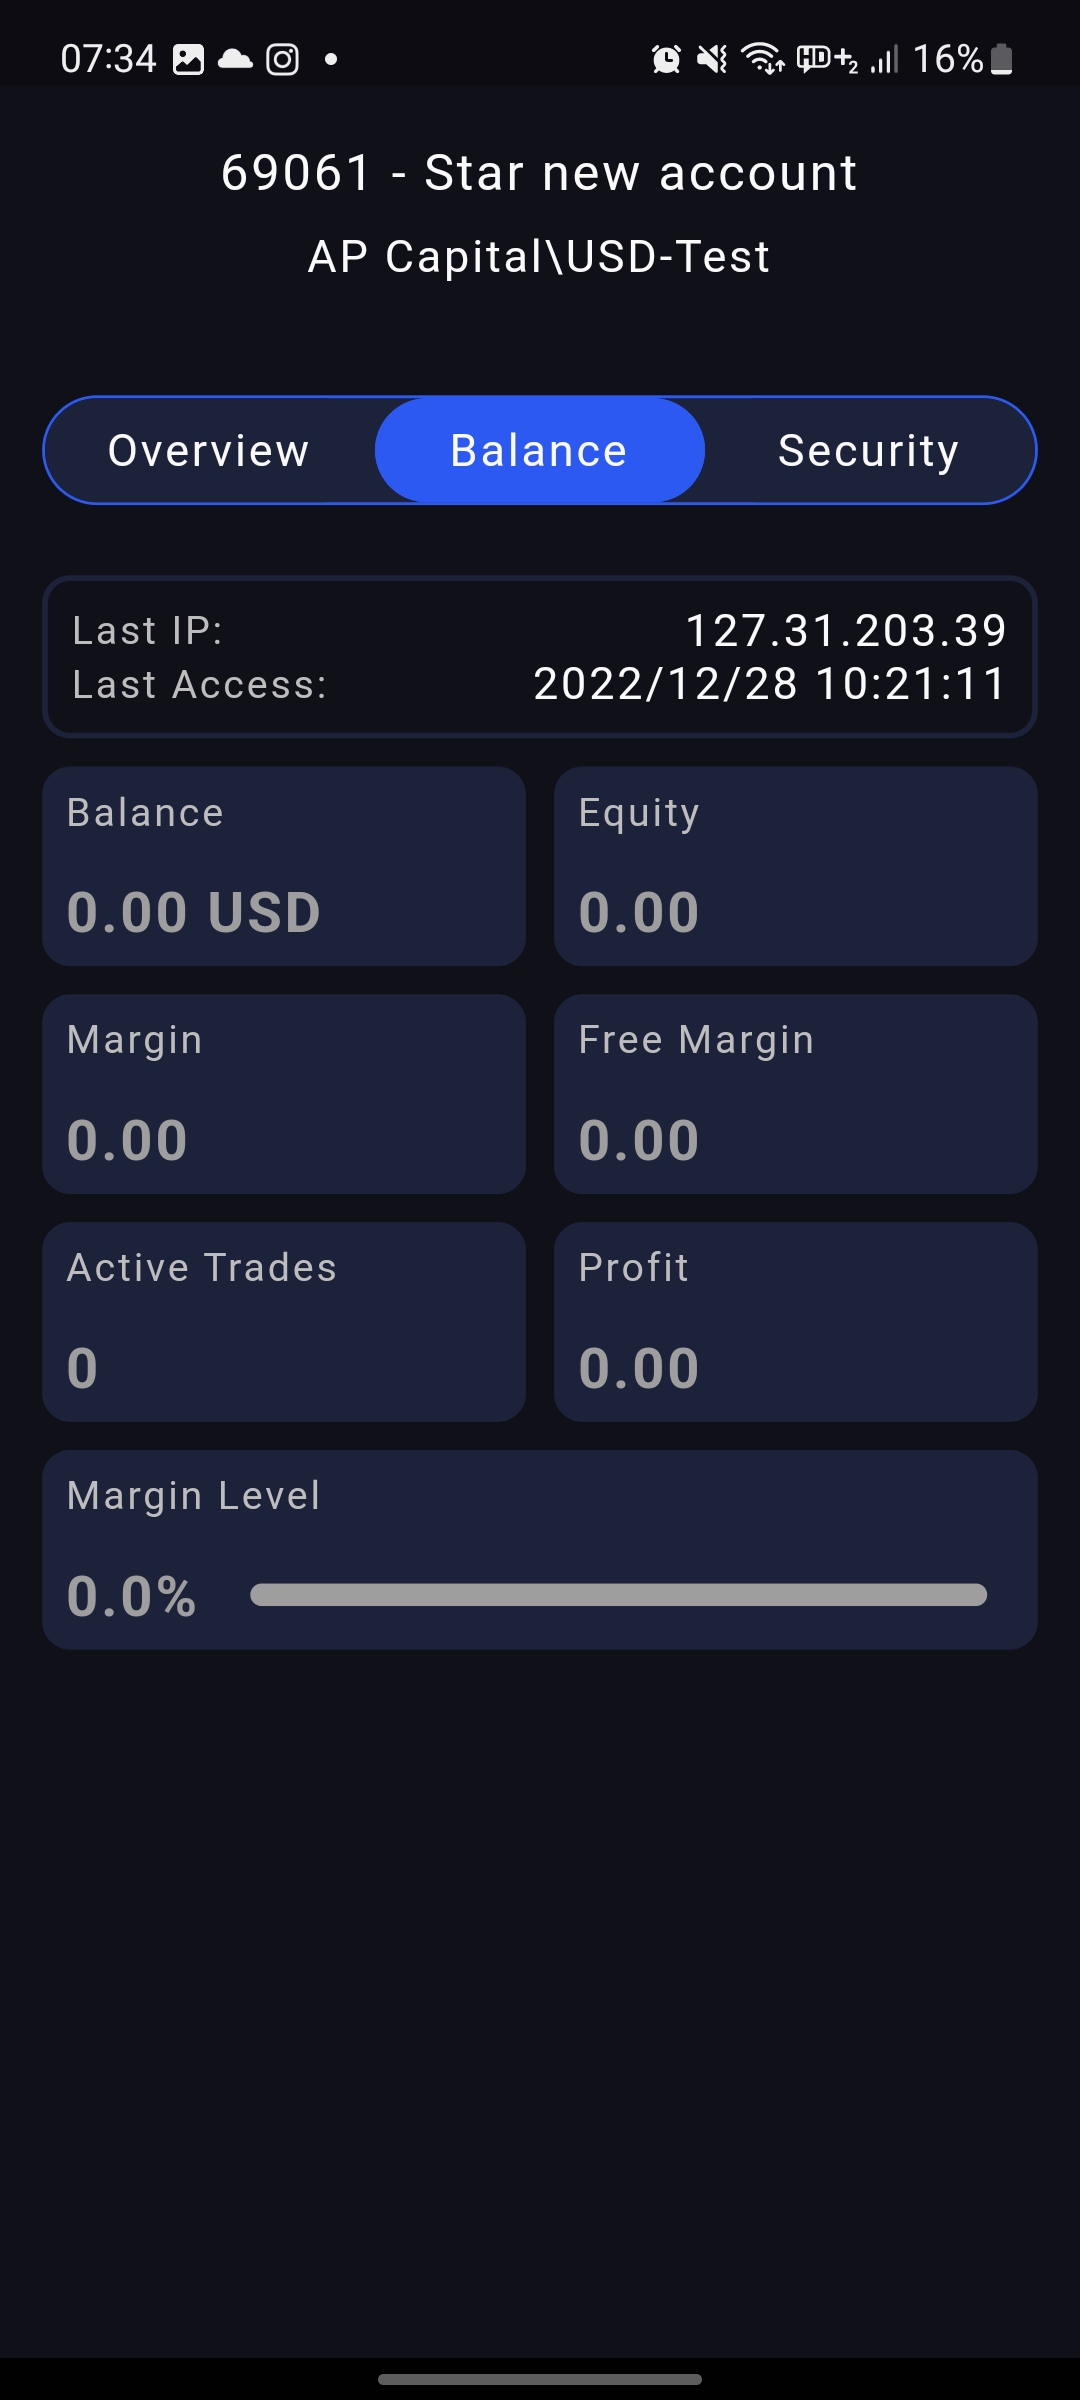 07:34
16%
69061 - Star new account
AP Capital\USD-Test
Overview Balance Security
Last IP: 127.31.203.39
Last Access: 2022/12/28 10:21:11
Balance Equity
0.00 USD 0.00
Margin Free Margin
0.00 0.00
Active Trades Profit
0 0.00
Margin Level
0.0%